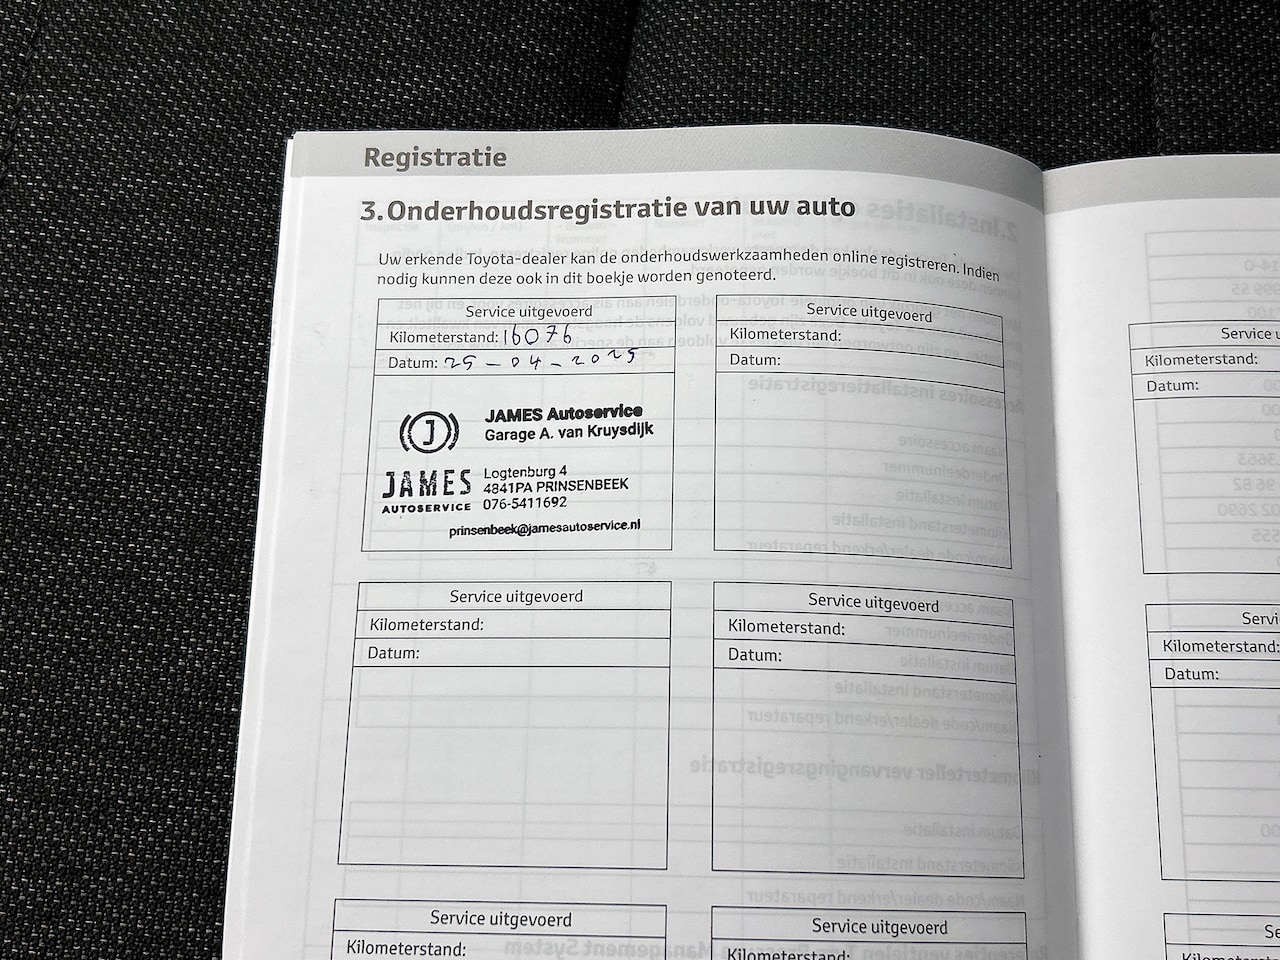 Registratie
3. Onderhoudsregistratie van uw auto
Uw erkende Toyota-dealer kan de onderhoudswerkzaamheden online registreren. Indien
nodig kunnen deze ook in dit boekje worden genoteerd.
Service uitgevoerd
Kilometerstand: 16076
Datum: 25-04-2025
J
JAMES
AUTOSERVICE
JAMES Autoservice
Garage A. van Kruysdijk
Logtenburg 4
4841PA PRINSENBEEK
076-5411692
prinsenbeek@jamesautoservice.nl
Service uitgevoerd
Kilometerstand:
Datum:
Service uitgevoerd
Kilometerstand:
Datum:
Service uitgevoerd
Kilometerstand:
Datum:
Service uitgevoerd
Kilometerstand:
Service uitgevoerd
Kilometerstand:
Service
Kilometerstand:
Datum:
Kilometerstand:
Datum:
Kilometerstand: